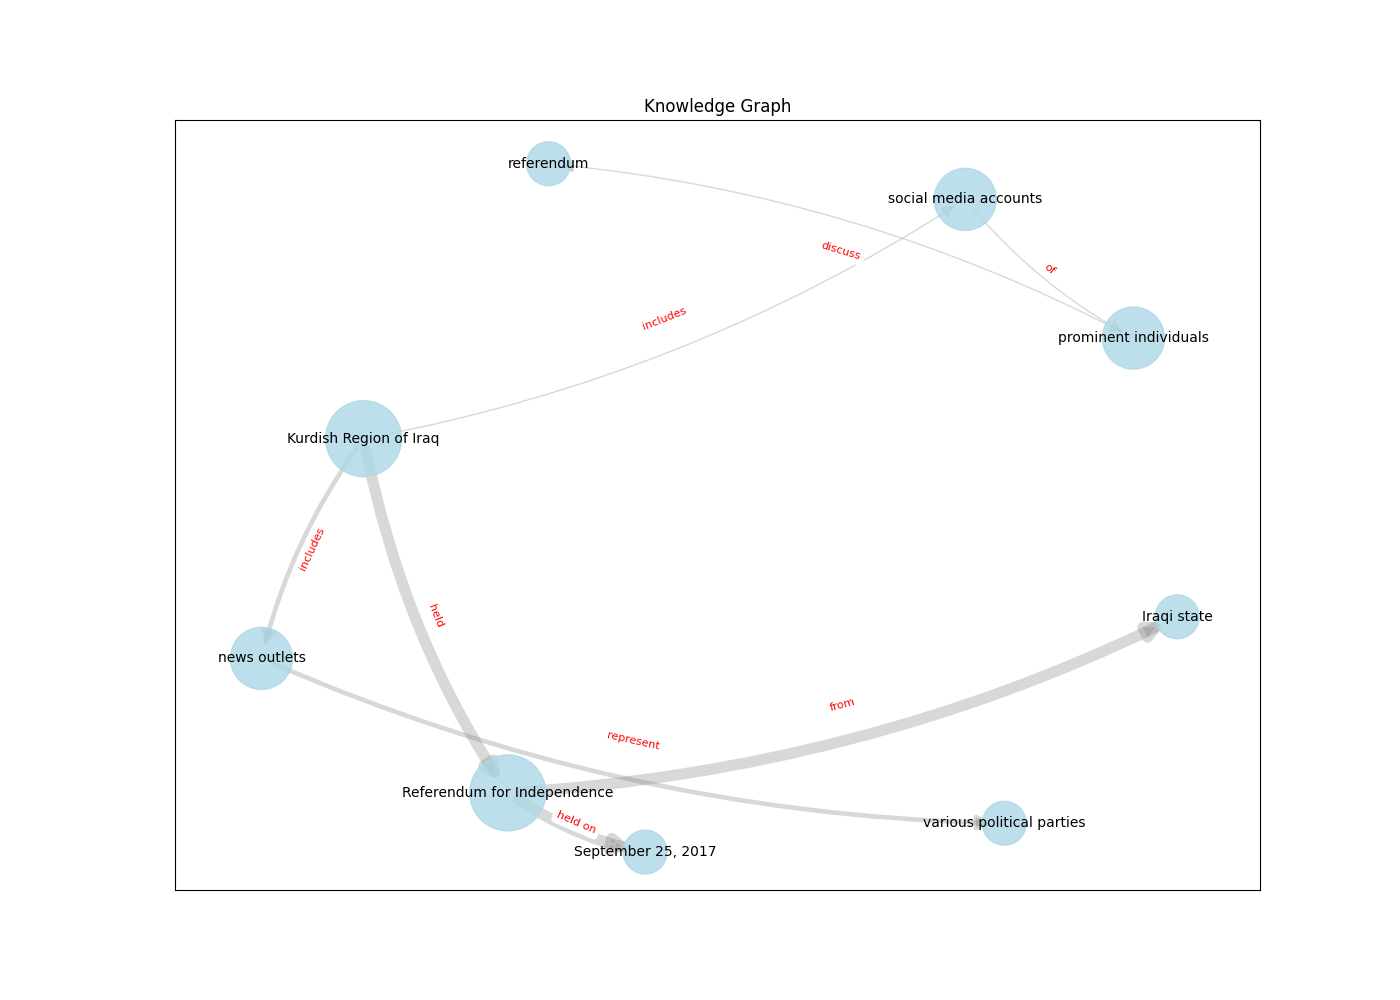 Knowledge Graph
referendum
social media accounts
discuss
of
includes
prominent individuals
Kurdish Region of Iraq
includes
held
Iraqi state
news outlets
from
represent
Referendum for Independence
held on
various political parties
September 25, 2017